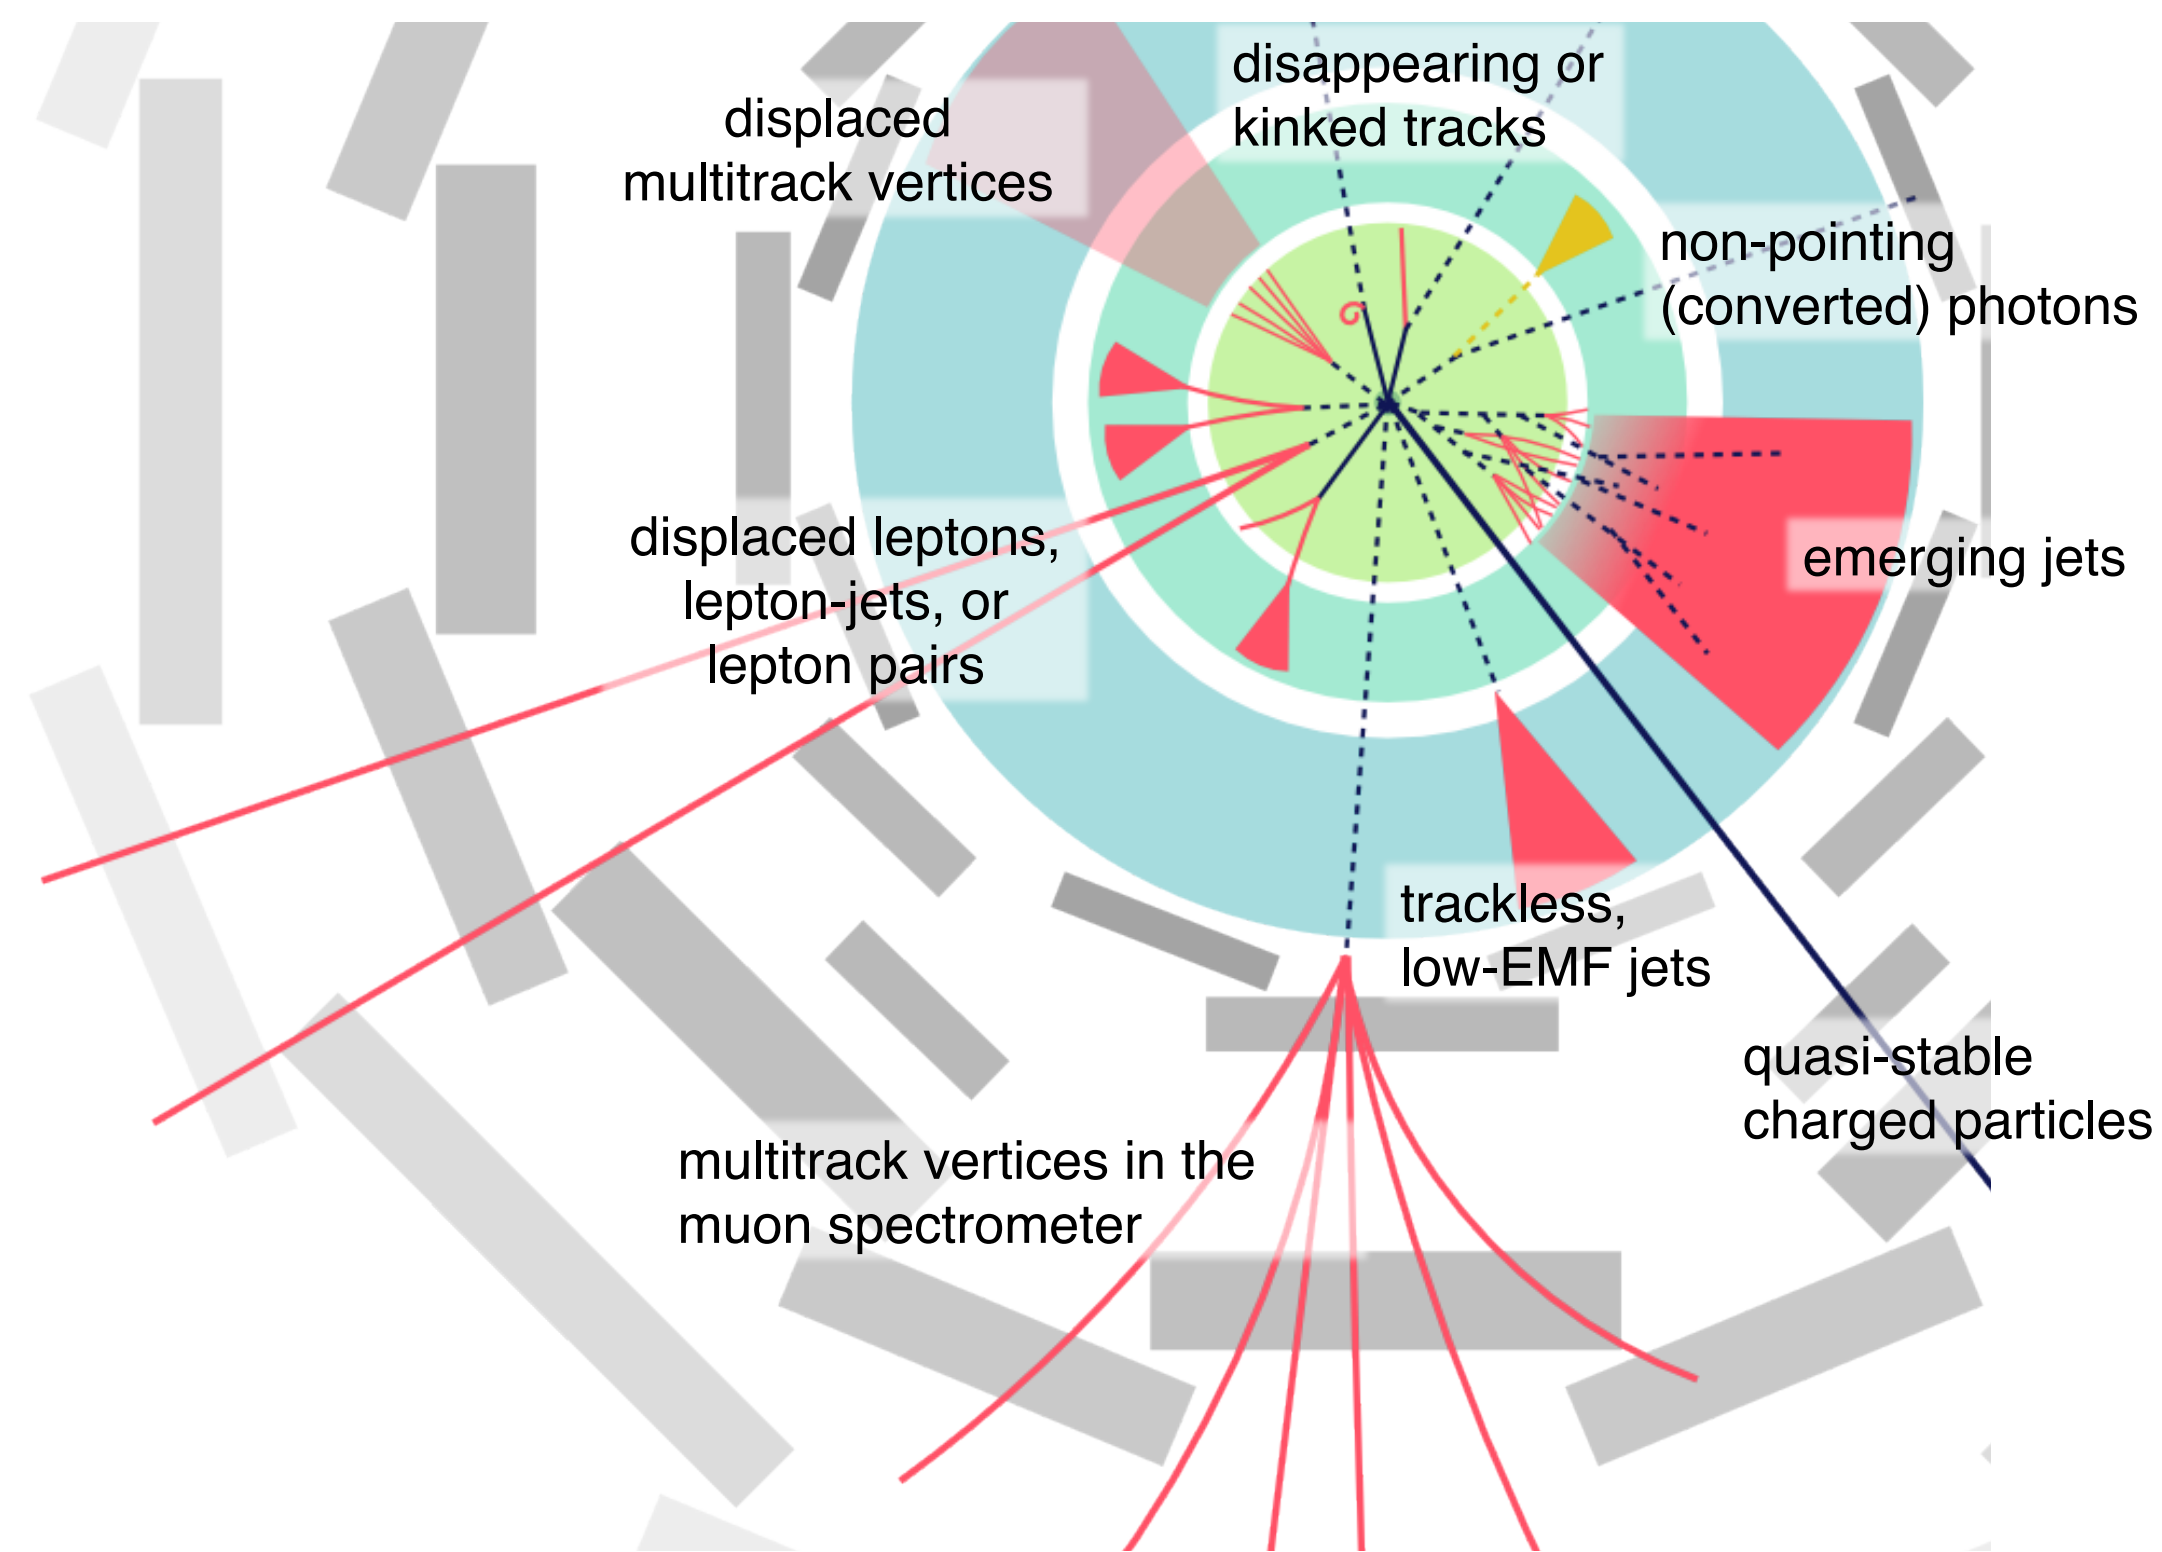 disappearing or
kinked tracks
displaced
multitrack vertices
non-pointing
(converted) photons
displaced leptons,
lepton-jets, or
lepton pairs
emerging jets
trackless,
low-EMF jets
quasi-stable
charged particles
multitrack vertices in the
muon spectrometer